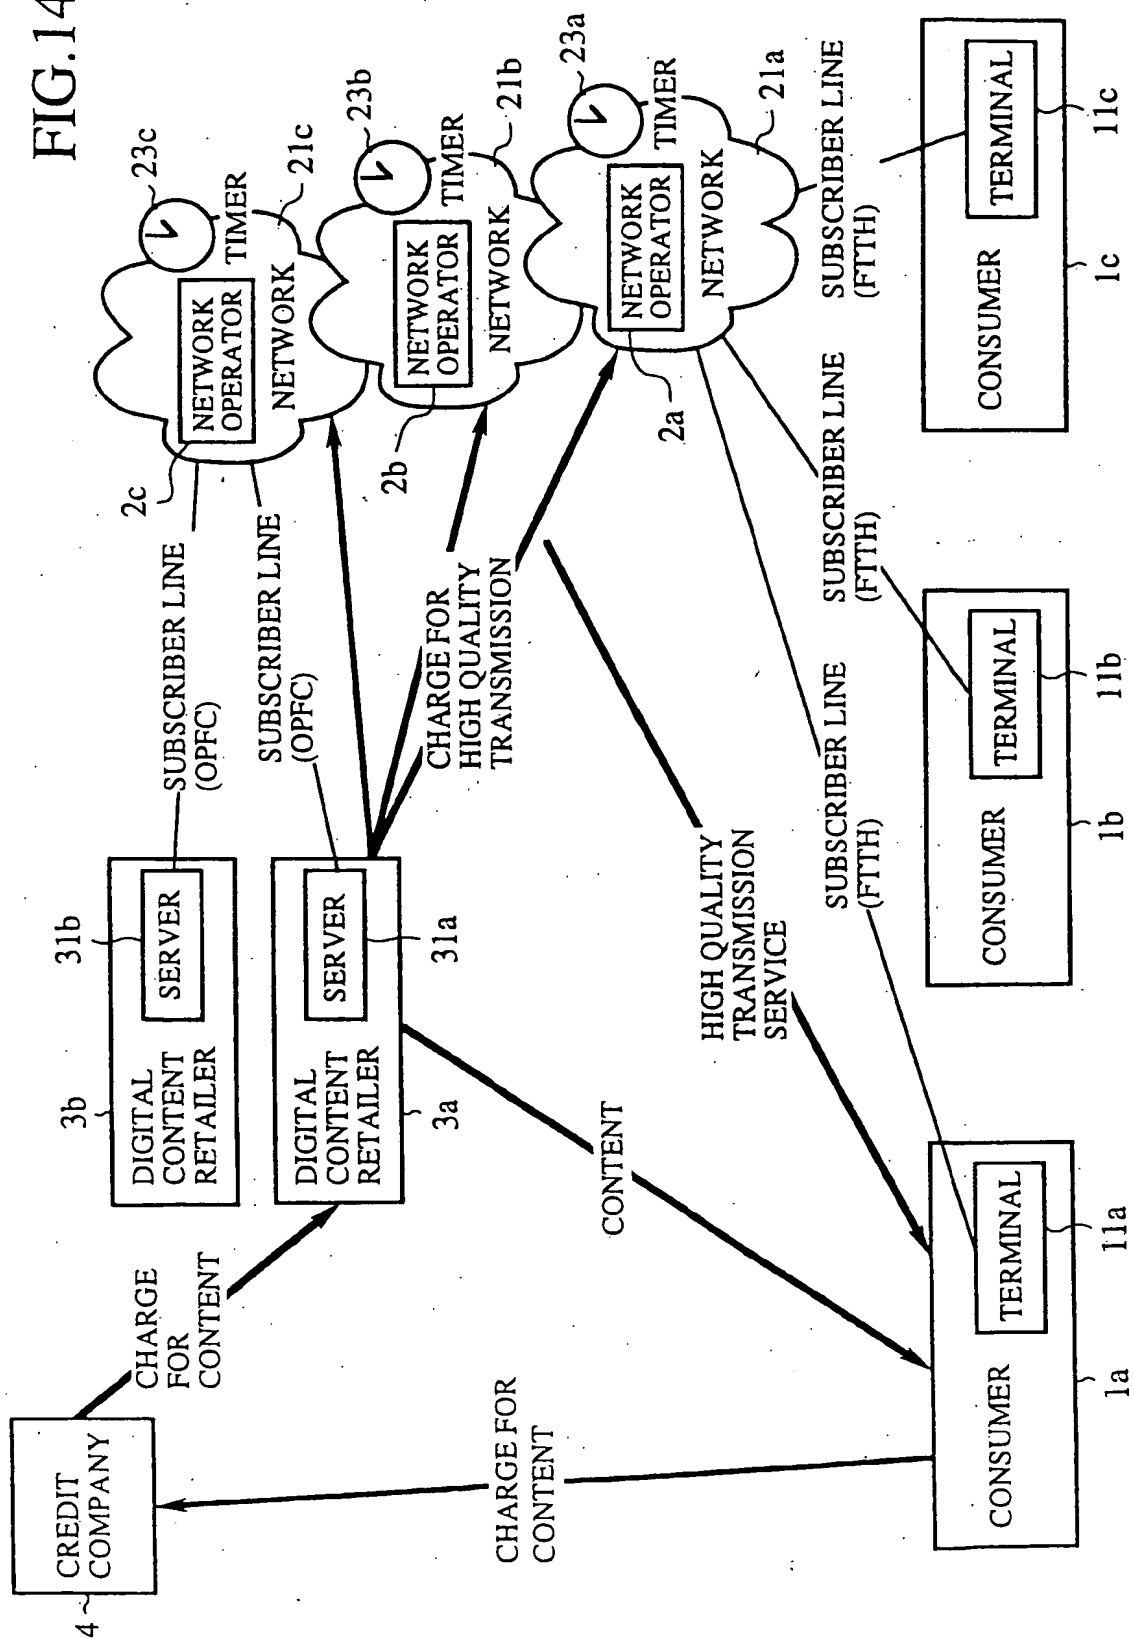 FIG.14
4
CREDIT
COMPANY
CHARGE
FOR
CONTENT
CHARGE FOR
CONTENT
3b
31b
DIGITAL
CONTENT
RETAILER
SERVER
SUBSCRIBER LINE
(OPFC)
3a
31a
DIGITAL
CONTENT
RETAILER
SERVER
SUBSCRIBER LINE
(OPFC)
CHARGE FOR
HIGH QUALITY
TRANSMISSION
CONTENT
HIGH QUALITY
TRANSMISSION
SERVICE
2c
NETWORK
OPERATOR
NETWORK
23c
TIMER
21c
2b
NETWORK
OPERATOR
NETWORK
23b
TIMER
21b
2a
NETWORK
OPERATOR
NETWORK
23a
TIMER
21a
SUBSCRIBER LINE
(FTTH)
SUBSCRIBER LINE
(FTTH)
SUBSCRIBER LINE
(FTTH)
CONSUMER
TERMINAL
1a
11a
CONSUMER
TERMINAL
1b
11b
CONSUMER
TERMINAL
1c
11c